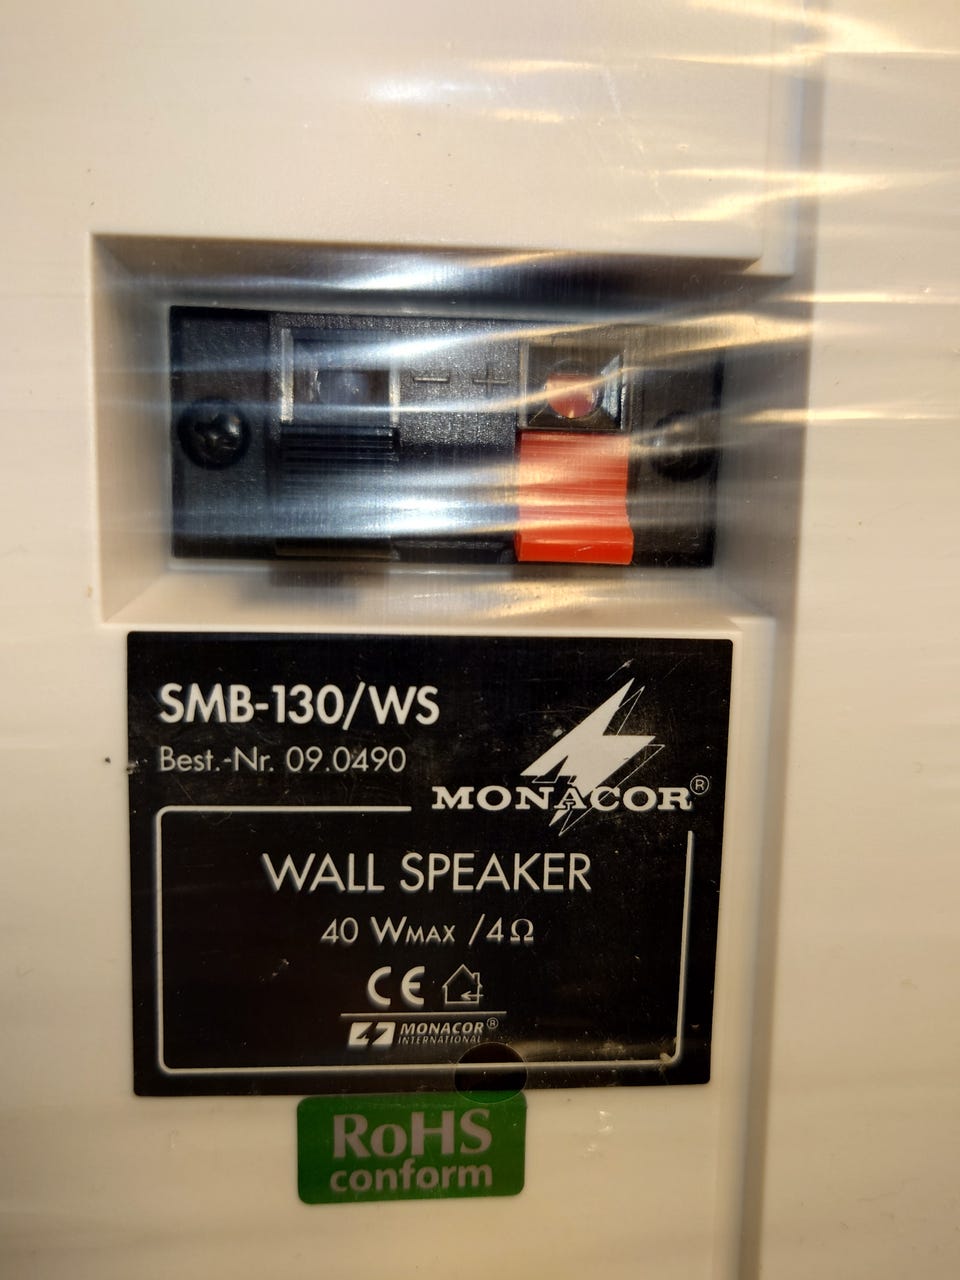 - +
SMB-130/WS
Best.-Nr. 09.0490
MONACOR®
WALL SPEAKER
40 WMAX /4Ω
CE
MONACOR®
INTERNATIONAL
RoHS
conform